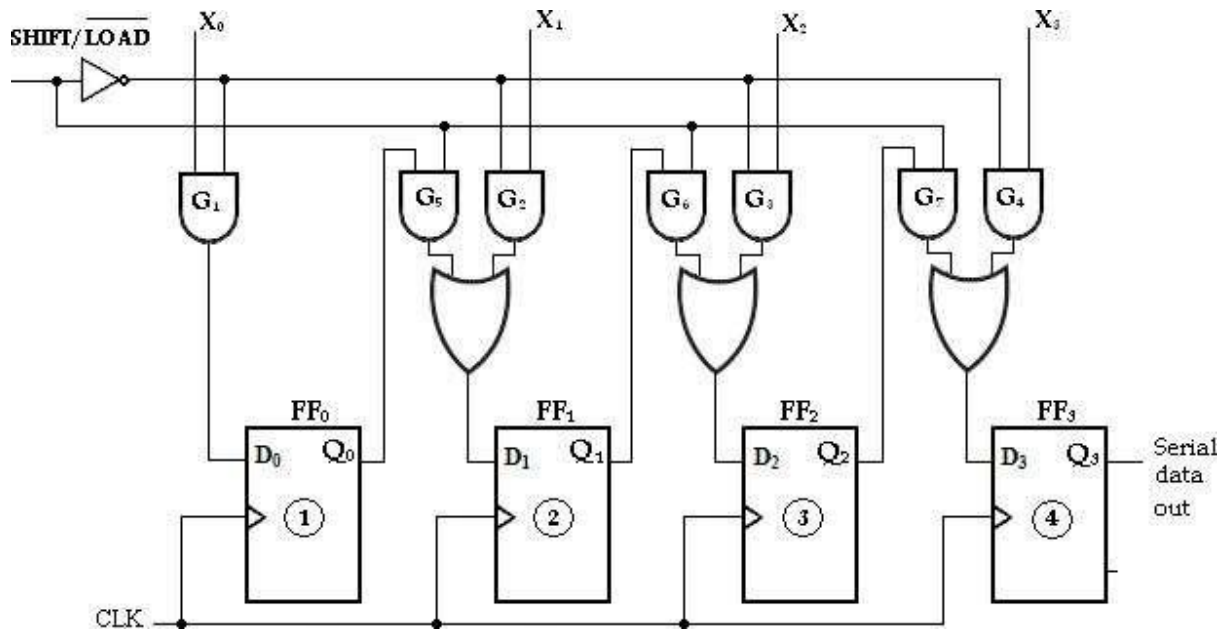 X₀
X₁
X₂
X₃
SHIFT/LOAD
G₁
G₅
G₂
G₆
G₃
G₇
G₄
FF₀
FF₁
FF₂
FF₃
D₀
Q₀
D₁
Q₁
D₂
Q₂
D₃
Q₃
Serial
data
out
1
2
3
4
CLK